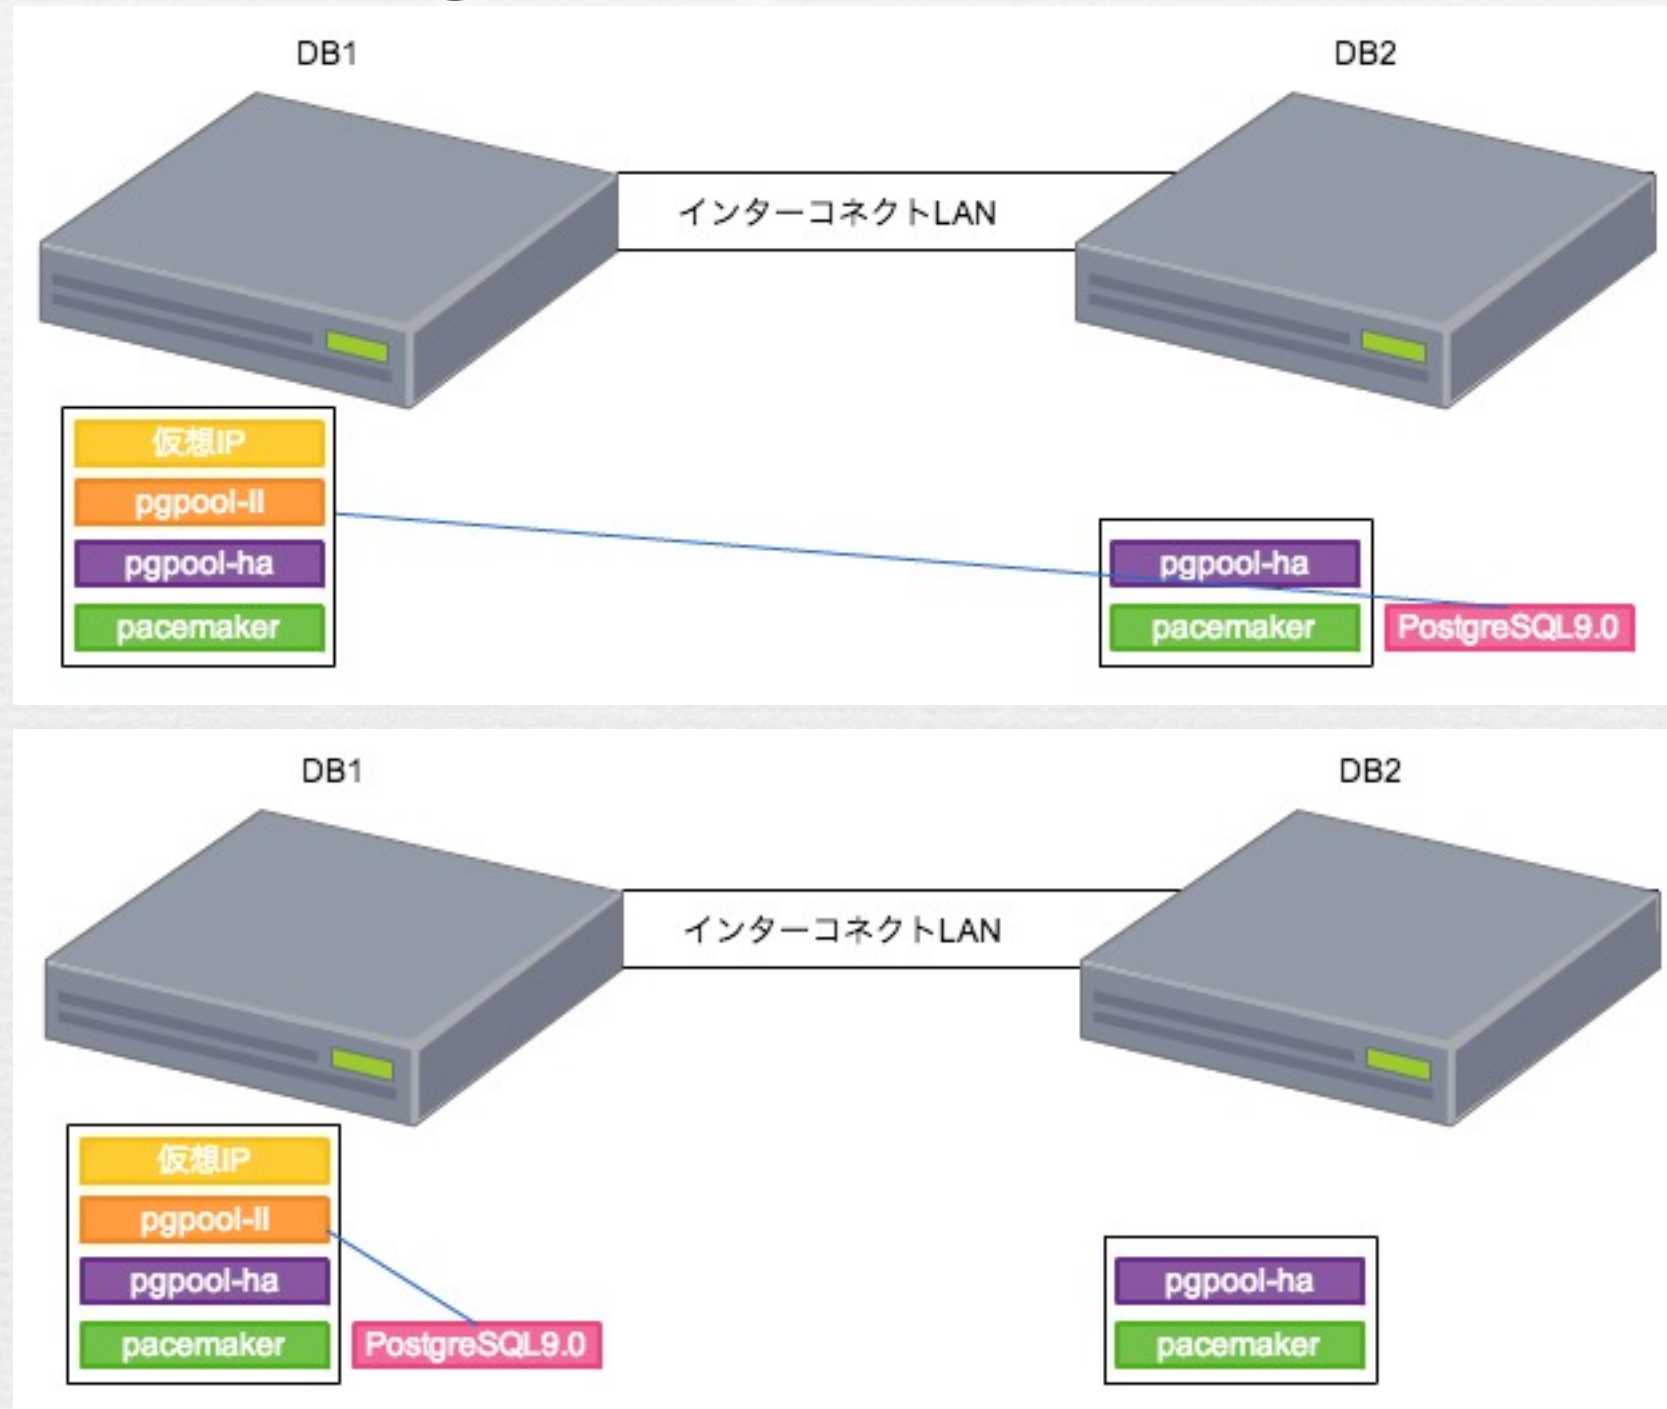 DB1
DB2
インターコネクトLAN
仮想IP
pgpool-II
pgpool-ha
pacemaker
pgpool-ha
pacemaker
PostgreSQL9.0
DB1
DB2
インターコネクトLAN
仮想IP
pgpool-II
pgpool-ha
pacemaker
PostgreSQL9.0
pgpool-ha
pacemaker